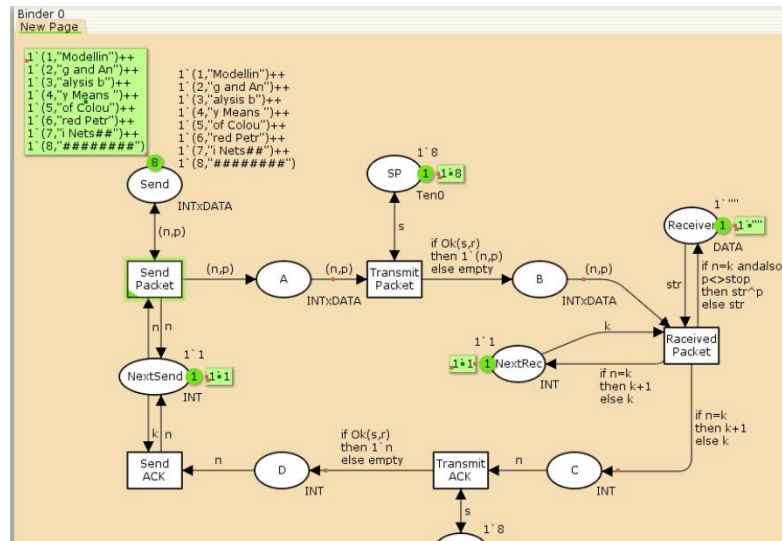 Binder 0
New Page
1`(1,"Modellin")++
1`(2,"g and An")++
1`(3,"alysis b")++
1`(4,"y Means ")++
1`(5,"of Colou")++
1`(6,"red Petr")++
1`(7,"i Nets##")++
1`(8,"########")
1`(1,"Modellin")++
1`(2,"g and An")++
1`(3,"alysis b")++
1`(4,"y Means ")++
1`(5,"of Colou")++
1`(6,"red Petr")++
1`(7,"i Nets##")++
1`(8,"########")
8
Send
INTxDATA
(n,p)
1`8
SP
1
1`8
Ten0
s
1`""
Receiver
1
1`""
DATA
Send
Packet
(n,p)
A
INTxDATA
(n,p)
Transmit
Packet
if Ok(s,r)
then 1`(n,p)
else empty
B
INTxDATA
(n,p)
str
if n=k andalso
p<>stop
then str^p
else str
Racieved
Packet
n
n
1`1
NextSend
1
1`1
INT
k
1`1
1`1
1
NextRec
INT
if n=k
then k+1
else k
if n=k
then k+1
else k
k
n
Send
ACK
n
D
INT
if Ok(s,r)
then 1`n
else empty
Transmit
ACK
n
C
INT
s
1`8